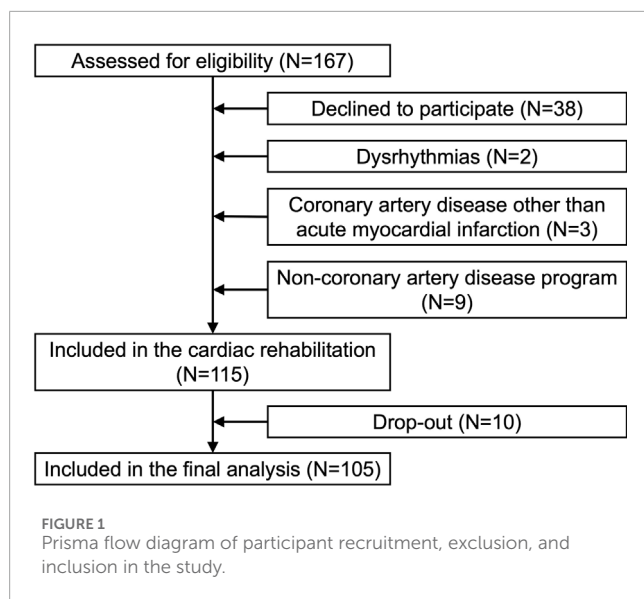 Assessed for eligibility (N=167)
Declined to participate (N=38)
Dysrhythmias (N=2)
Coronary artery disease other than
acute myocardial infarction (N=3)
Non-coronary artery disease program
(N=9)
Included in the cardiac rehabilitation
(N=115)
Drop-out (N=10)
Included in the final analysis (N=105)
FIGURE 1
Prisma flow diagram of participant recruitment, exclusion, and
inclusion in the study.